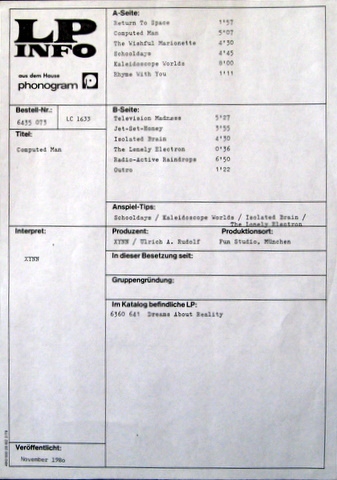 LP
INFO
aus dem Hause
phonogram
A-Seite:
Return To Space 1'57
Computed Man 5'07
The Wishful Marionette 4'30
Schooldays 4'45
Kaleidoscope Worlds 8'00
Rhyme With You 1'11
Bestell-Nr.:
6435 073
LC 1633
B-Seite:
Television Madness 5'27
Jet-Set-Honey 3'55
Isolated Brain 4'30
The Lonely Electron 0'36
Radio-Active Raindrops 6'50
Outro 1'22
Titel:
Computed Man
Anspiel-Tips:
Schooldays / Kaleidoscope Worlds / Isolated Brain /
The Lonely Electron
Interpret:
XYNN
Produzent:
XYNN / Ulrich A. Rudolf
Produktionsort:
Fun Studio, München
In dieser Besetzung seit:
Gruppengründung:
Im Katalog befindliche LP:
6360 641 Dreams About Reality
Veröffentlicht:
November 1980